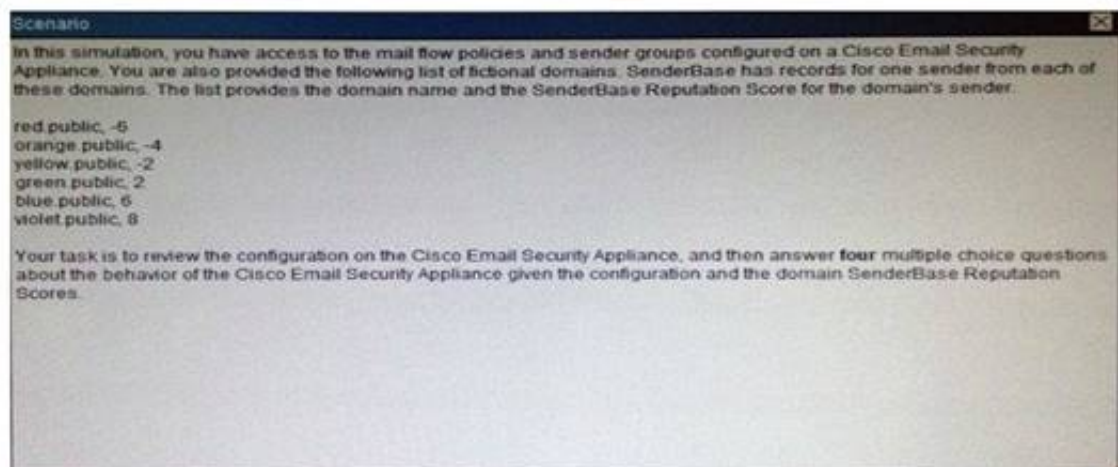 Scenario
In this simulation, you have access to the mail flow policies and sender groups configured on a Cisco Email Security
Appliance. You are also provided the following list of fictional domains. SenderBase has records for one sender from each of
these domains. The list provides the domain name and the SenderBase Reputation Score for the domain's sender.
red.public, -6
orange.public, -4
yellow.public, -2
green.public, 2
blue.public, 6
violet.public, 8
Your task is to review the configuration on the Cisco Email Security Appliance, and then answer four multiple choice questions
about the behavior of the Cisco Email Security Appliance given the configuration and the domain SenderBase Reputation
Scores.